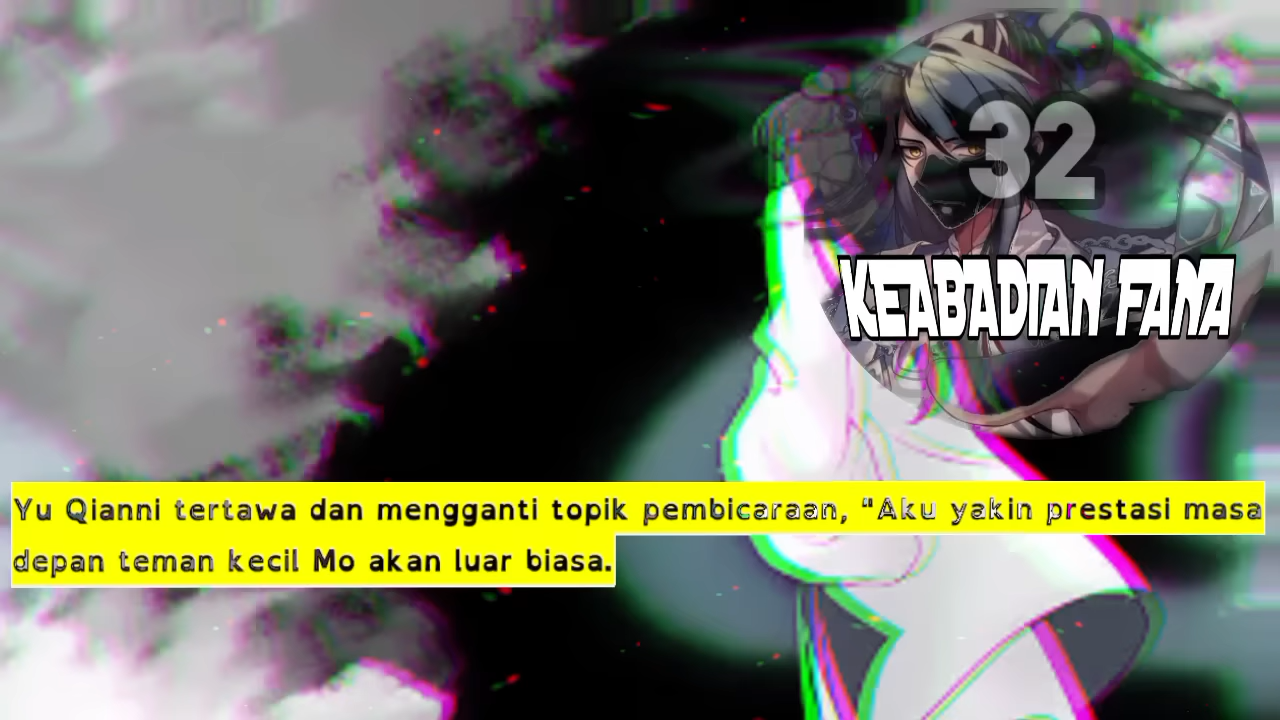 32
KEABADIAN FANA
Yu Qianni tertawa dan mengganti topik pembicaraan, "Aku yakin prestasi masa
depan teman kecil Mo akan luar biasa.